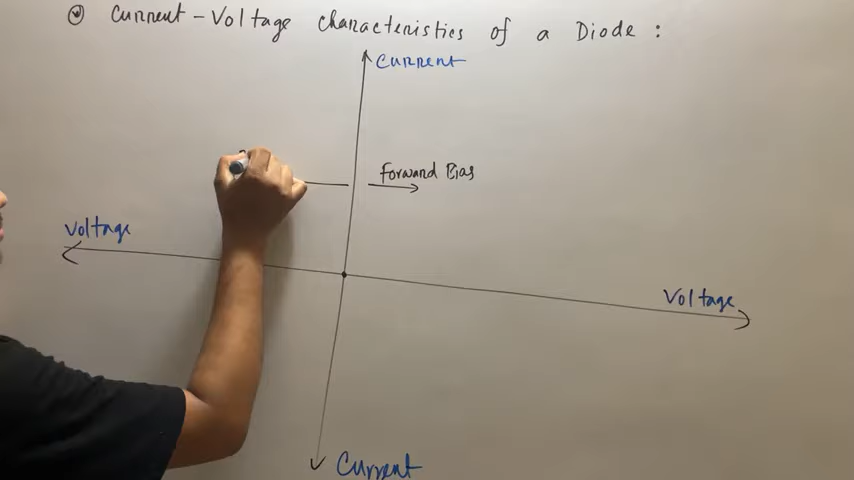 Current-Voltage Characteristics of a Diode :
Current
Forward Bias
Voltage
Voltage
Current